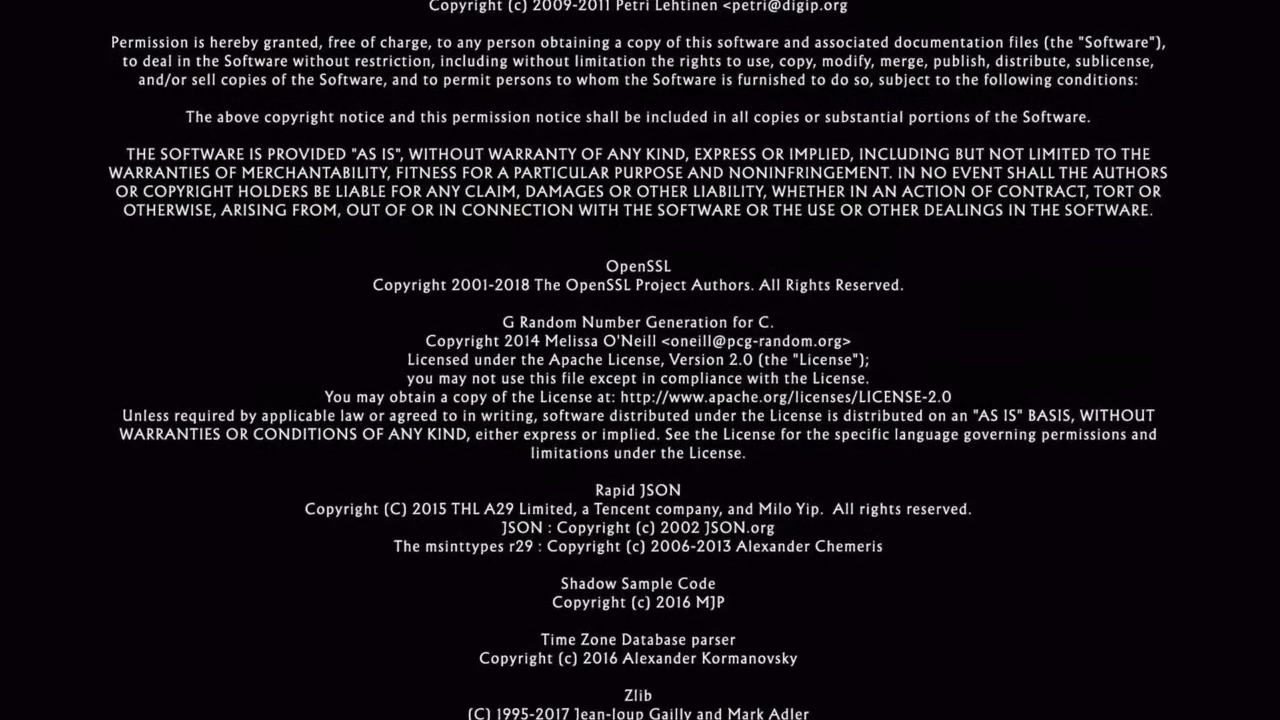 Copyright (c) 2009-2011 Petri Lehtinen <petri@digip.org
Permission is hereby granted, free of charge, to any person obtaining a copy of this software and associated documentation files (the "Software"),
to deal in the Software without restriction, including without limitation the rights to use, copy, modify, merge, publish, distribute, sublicense,
and/or sell copies of the Software, and to permit persons to whom the Software is furnished to do so, subject to the following conditions:
The above copyright notice and this permission notice shall be included in all copies or substantial portions of the Software.
THE SOFTWARE IS PROVIDED "AS IS", WITHOUT WARRANTY OF ANY KIND, EXPRESS OR IMPLIED, INCLUDING BUT NOT LIMITED TO THE
WARRANTIES OF MERCHANTABILITY, FITNESS FOR A PARTICULAR PURPOSE AND NONINFRINGEMENT. IN NO EVENT SHALL THE AUTHORS
OR COPYRIGHT HOLDERS BE LIABLE FOR ANY CLAIM, DAMAGES OR OTHER LIABILITY, WHETHER IN AN ACTION OF CONTRACT, TORT OR
OTHERWISE, ARISING FROM, OUT OF OR IN CONNECTION WITH THE SOFTWARE OR THE USE OR OTHER DEALINGS IN THE SOFTWARE.
OpenSSL
Copyright 2001-2018 The OpenSSL Project Authors. All Rights Reserved.
G Random Number Generation for C.
Copyright 2014 Melissa O'Neill <oneill@pcg-random.org>
Licensed under the Apache License, Version 2.0 (the "License");
you may not use this file except in compliance with the License.
You may obtain a copy of the License at: http://www.apache.org/licenses/LICENSE-2.0
Unless required by applicable law or agreed to in writing, software distributed under the License is distributed on an "AS IS" BASIS, WITHOUT
WARRANTIES OR CONDITIONS OF ANY KIND, either express or implied. See the License for the specific language governing permissions and
limitations under the License.
Rapid JSON
Copyright (C) 2015 THL A29 Limited, a Tencent company, and Milo Yip.  All rights reserved.
JSON : Copyright (c) 2002 JSON.org
The msinttypes r29 : Copyright (c) 2006-2013 Alexander Chemeris
Shadow Sample Code
Copyright (c) 2016 MJP
Time Zone Database parser
Copyright (c) 2016 Alexander Kormanovsky
Zlib
(C) 1995-2017 Jean-loup Gailly and Mark Adler